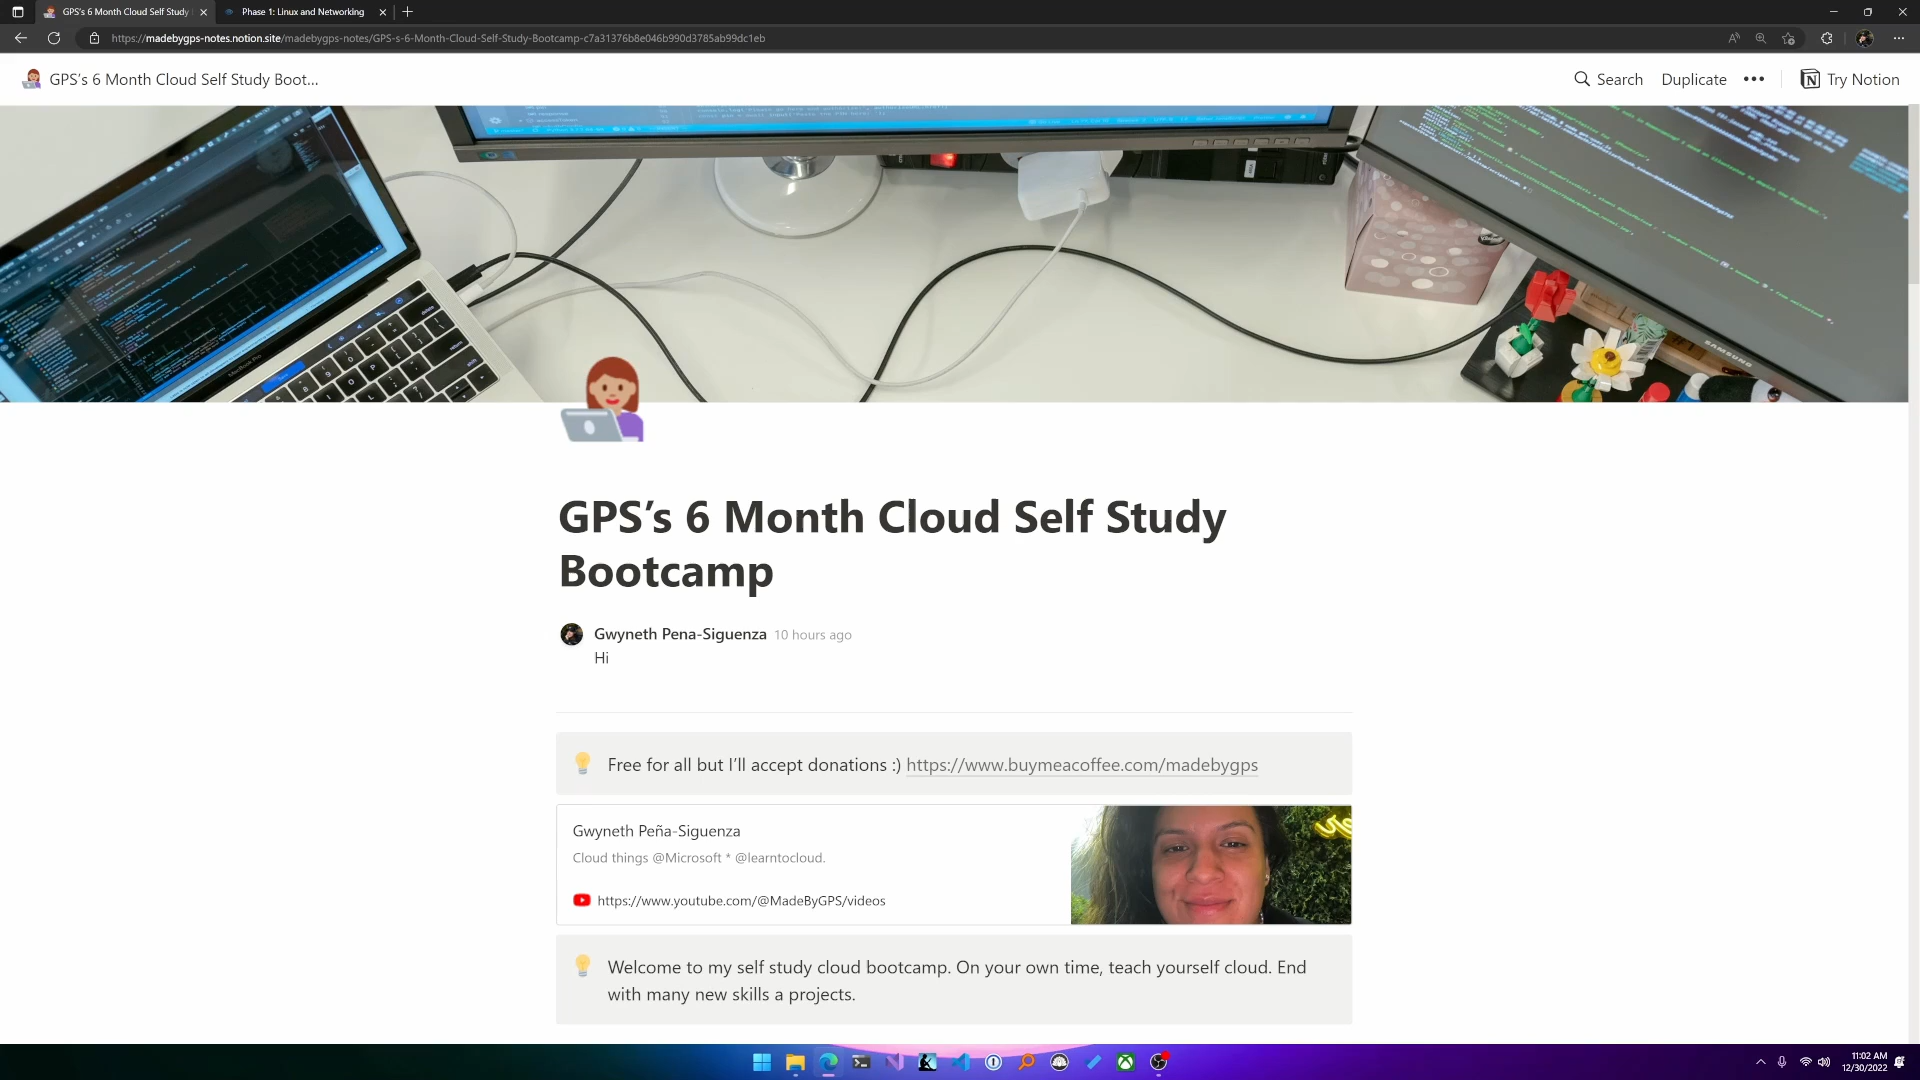 GPS's 6 Month Cloud Self Study
Phase 1: Linux and Networking
https://madebygps-notes.notion.site/madebygps-notes/GPS-s-6-Month-Cloud-Self-Study-Bootcamp-c7a31376b8e046b990d3785ab99dc1eb
GPS's 6 Month Cloud Self Study Boot...
Search
Duplicate
Try Notion
SAMSUNG
GPS’s 6 Month Cloud Self Study
Bootcamp
Gwyneth Pena-Siguenza 10 hours ago
Hi
Free for all but I’ll accept donations :) https://www.buymeacoffee.com/madebygps
Gwyneth Peña-Siguenza
Cloud things @Microsoft * @learntocloud.
https://www.youtube.com/@MadeByGPS/videos
Welcome to my self study cloud bootcamp. On your own time, teach yourself cloud. End
with many new skills a projects.
11:02 AM
12/30/2022